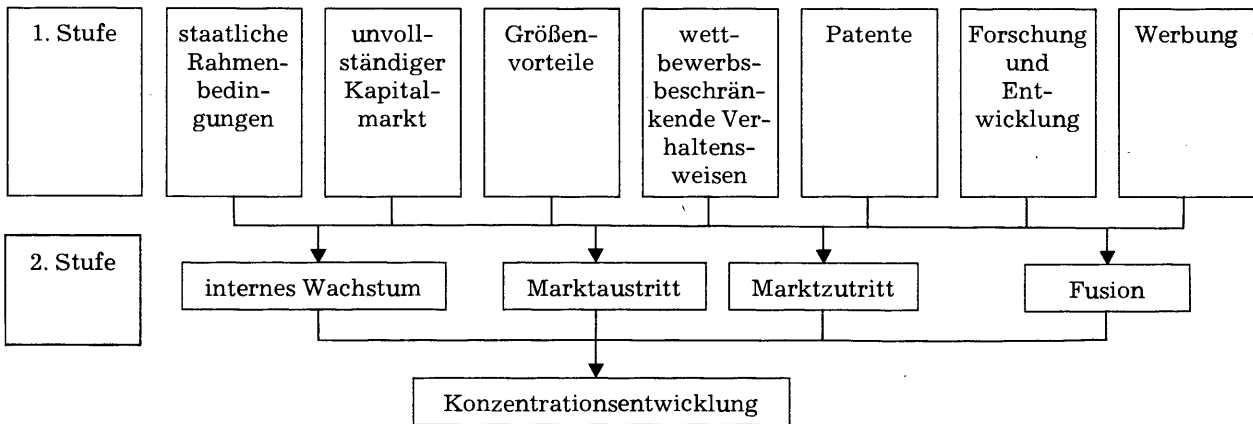 1. Stufe
staatliche
Rahmen-
bedin-
gungen
unvoll-
ständiger
Kapital-
markt
Größen-
vorteile
wett-
bewerbs-
beschrän-
kende Ver-
haltens-
weisen
Patente
Forschung
und
Ent-
wicklung
Werbung
2. Stufe
internes Wachstum
Marktaustritt
Marktzutritt
Fusion
Konzentrationsentwicklung